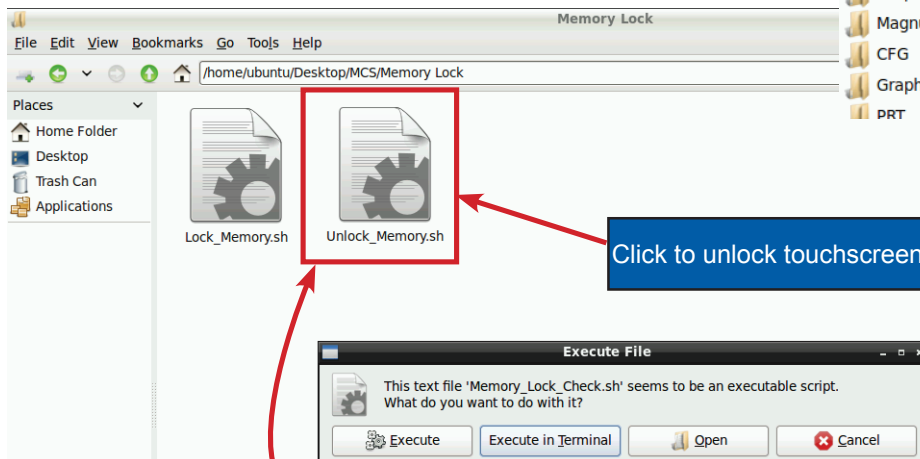 Memory Lock
File Edit View Bookmarks Go Tools Help
/home/ubuntu/Desktop/MCS/Memory Lock
Places
Home Folder
Desktop
Trash Can
Applications
Lock_Memory.sh
Unlock_Memory.sh
Magnu
CFG
Graph
PRT
Click to unlock touchscreen
Execute File
This text file 'Memory_Lock_Check.sh' seems to be an executable script.
What do you want to do with it?
Execute Execute in Terminal Open Cancel